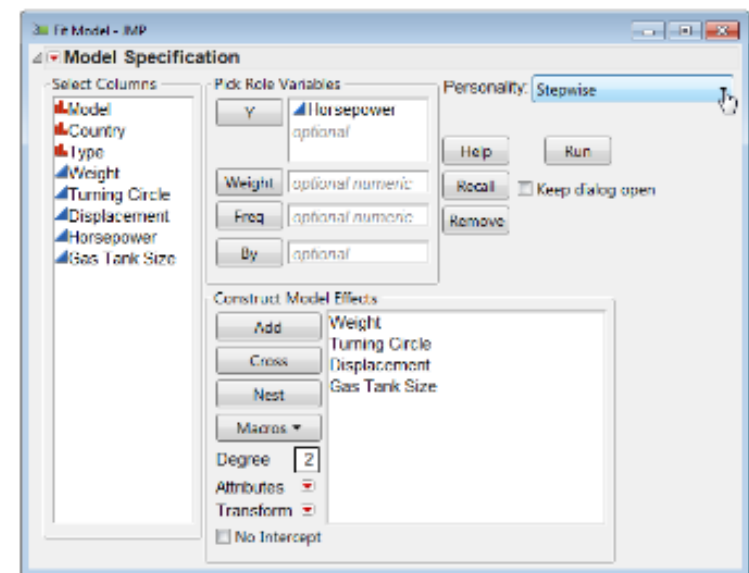 Fit Model - JMP
Model Specification
Select Columns
Model
Country
Type
Weight
Turning Circle
Displacement
Horsepower
Gas Tank Size
Pick Role Variables
Y
Horsepower
optional
Weight
optional numeric
Freq
optional numeric
By
optional
Personality: Stepwise
Help
Run
Recall
Keep dialog open
Remove
Construct Model Effects
Add
Cross
Nest
Macros
Degree 2
Attributes
Transform
No Intercept
Weight
Turning Circle
Displacement
Gas Tank Size